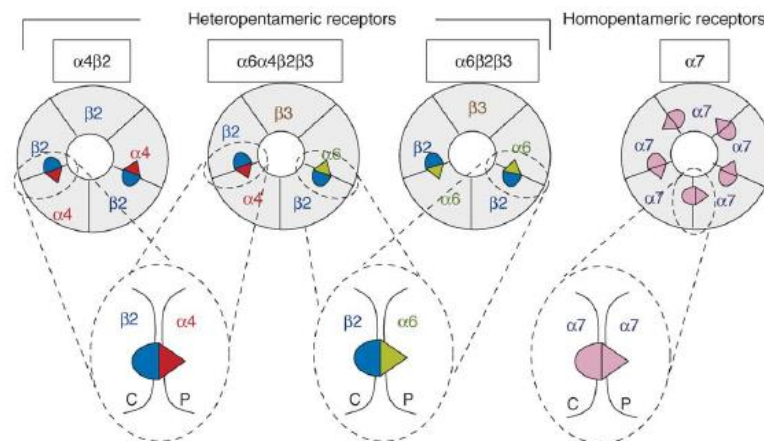 Heteropentameric receptors
Homopentameric receptors
α4β2
α6α4β2β3
α6β2β3
α7
β2
β2
α4
α4
β2
β3
β2
α6
α4
β2
β3
β2
α6
α6
β2
α7
α7
α7
α7
α7
β2
α4
C
P
β2
α6
C
P
α7
α7
C
P